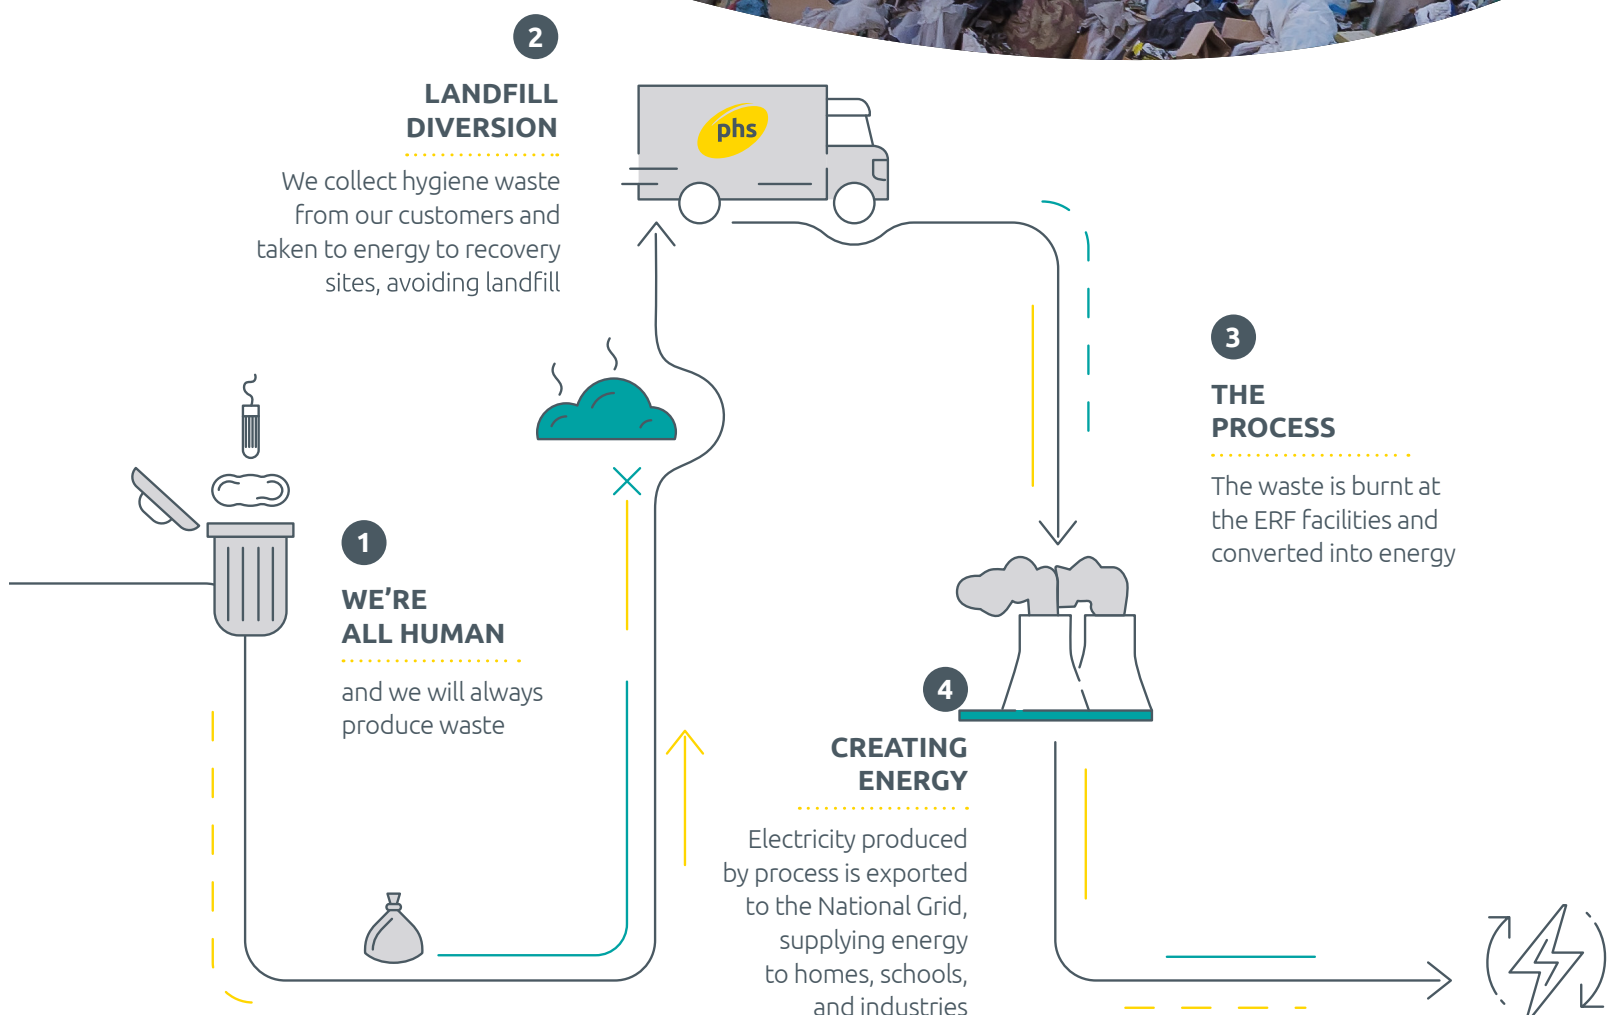 2
LANDFILL
DIVERSION
We collect hygiene waste
from our customers and
taken to energy to recovery
sites, avoiding landfill
phs
1
WE'RE
ALL HUMAN
and we will always
produce waste
3
THE
PROCESS
The waste is burnt at
the ERF facilities and
converted into energy
4
CREATING
ENERGY
Electricity produced
by process is exported
to the National Grid,
supplying energy
to homes, schools,
and industries